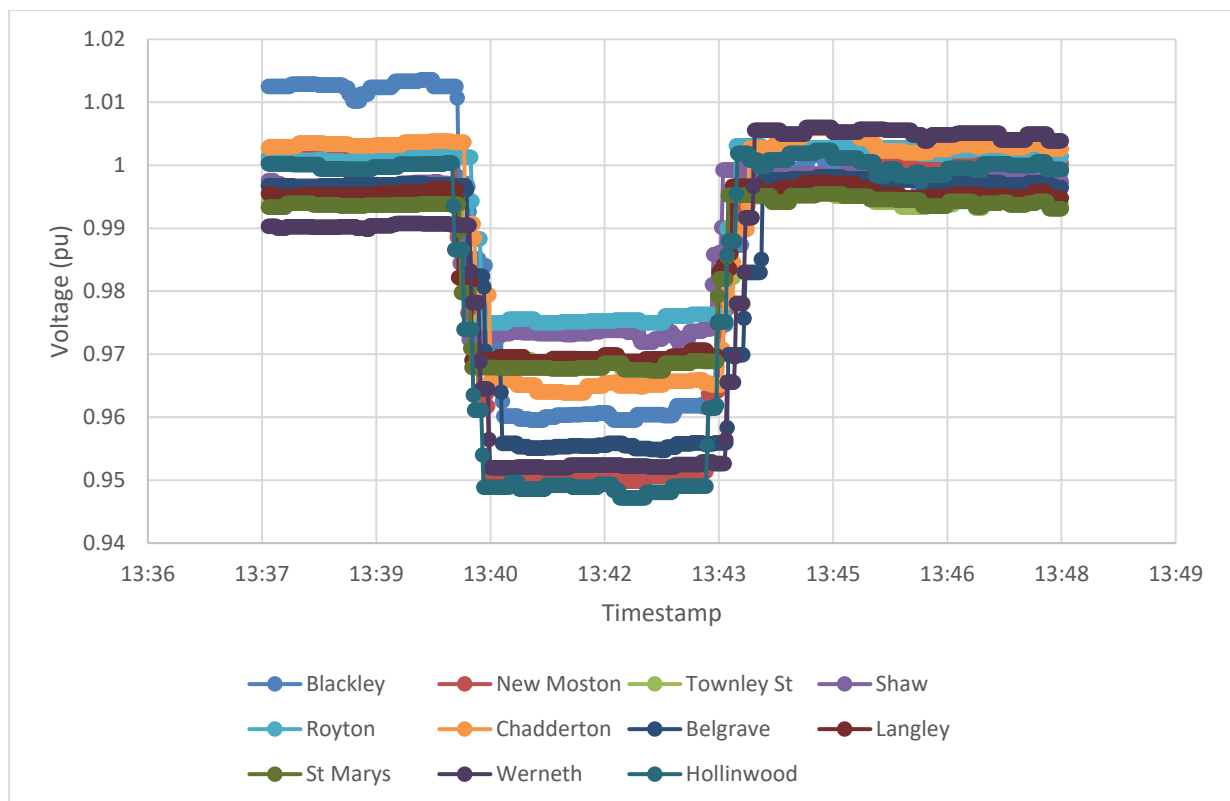 1.02
1.01
1
0.99
0.98
0.97
0.96
0.95
0.94
Voltage (pu)
13:36 13:37 13:39 13:40 13:42 13:43 13:45 13:46 13:48 13:49
Timestamp
Blackley New Moston Townley St Shaw
Royton Chadderton Belgrave Langley
St Marys Werneth Hollinwood